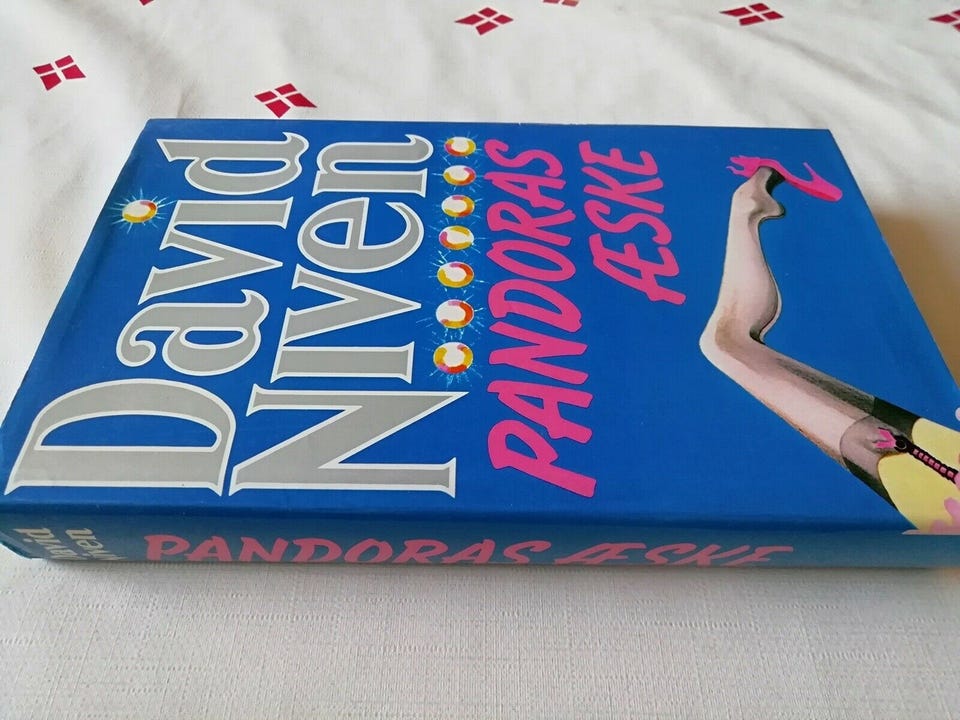 David
Niven
PANDORAS
ÆSKE
David
Niven
PANDORAS ÆSKE